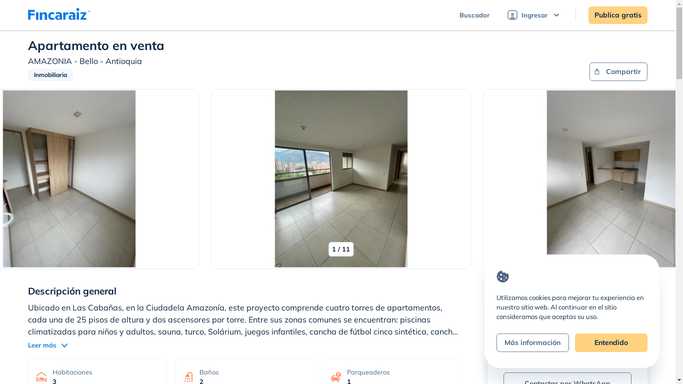 Fincaraiz
Buscador
Ingresar
Publica gratis
Apartamento en venta
AMAZONIA - Bello - Antioquia
Inmobiliaria
Compartir
1 / 11
Descripción general
Ubicado en Las Cabañas, en la Ciudadela Amazonía, este proyecto comprende cuatro torres de apartamentos,
cada una de 25 pisos de altura y dos ascensores por torre. Entre sus zonas comunes se encuentran: piscinas
climatizadas para niños y adultos, sauna, turco, Solárium, juegos infantiles, cancha de fútbol cinco sintética, canch...
Leer más
Habitaciones
3
Baños
2
Parqueaderos
1
Utilizamos cookies para mejorar tu experiencia en
nuestro sitio web. Al continuar en el sitio
consideramos que aceptas su uso.
Más información
Entendido
Contactar por WhatsApp